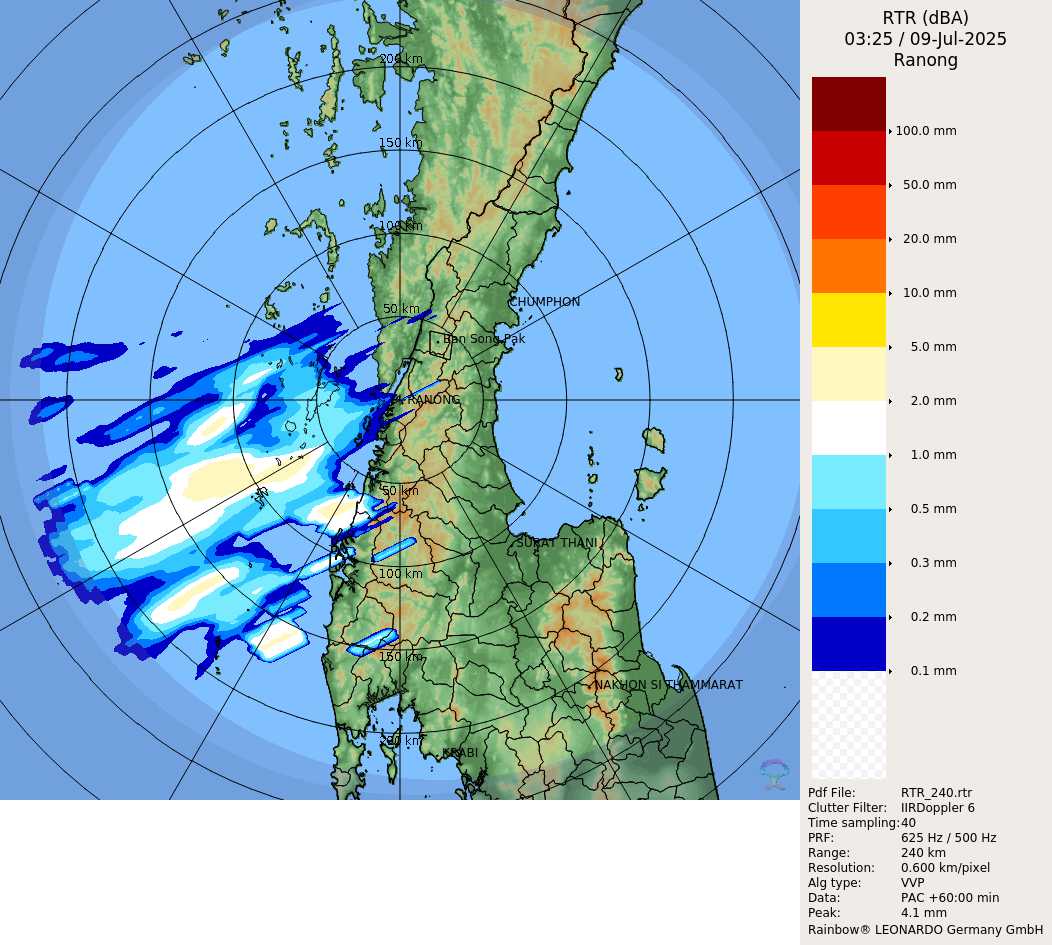 RTR (dBA)
03:25 / 09-Jul-2025
Ranong
200 km
150 km
100 km
50 km
CHUMPHON
Ban Song Pak
RANONG
50 km
SURAT THANI
100 km
150 km
NAKHON SI THAMMARAT
200 km
KRABI
100.0 mm
50.0 mm
20.0 mm
10.0 mm
5.0 mm
2.0 mm
1.0 mm
0.5 mm
0.3 mm
0.2 mm
0.1 mm
Pdf File: RTR_240.rtr
Clutter Filter: IIRDoppler 6
Time sampling:40
PRF: 625 Hz / 500 Hz
Range: 240 km
Resolution: 0.600 km/pixel
Alg type: VVP
Data: PAC +60:00 min
Peak: 4.1 mm
Rainbow® LEONARDO Germany GmbH